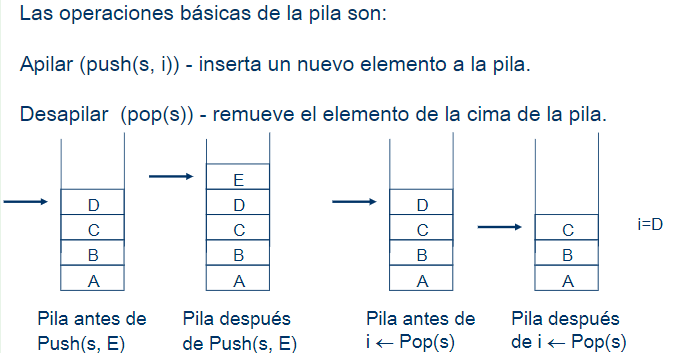 Las operaciones básicas de la pila son:
Apilar (push(s, i)) - inserta un nuevo elemento a la pila.
Desapilar  (pop(s)) - remueve el elemento de la cima de la pila.
D
C
B
A
Pila antes de
Push(s, E)
E
D
C
B
A
Pila después
de Push(s, E)
D
C
B
A
Pila antes de
i ← Pop(s)
C
B
A
Pila después
de i ← Pop(s)
i=D